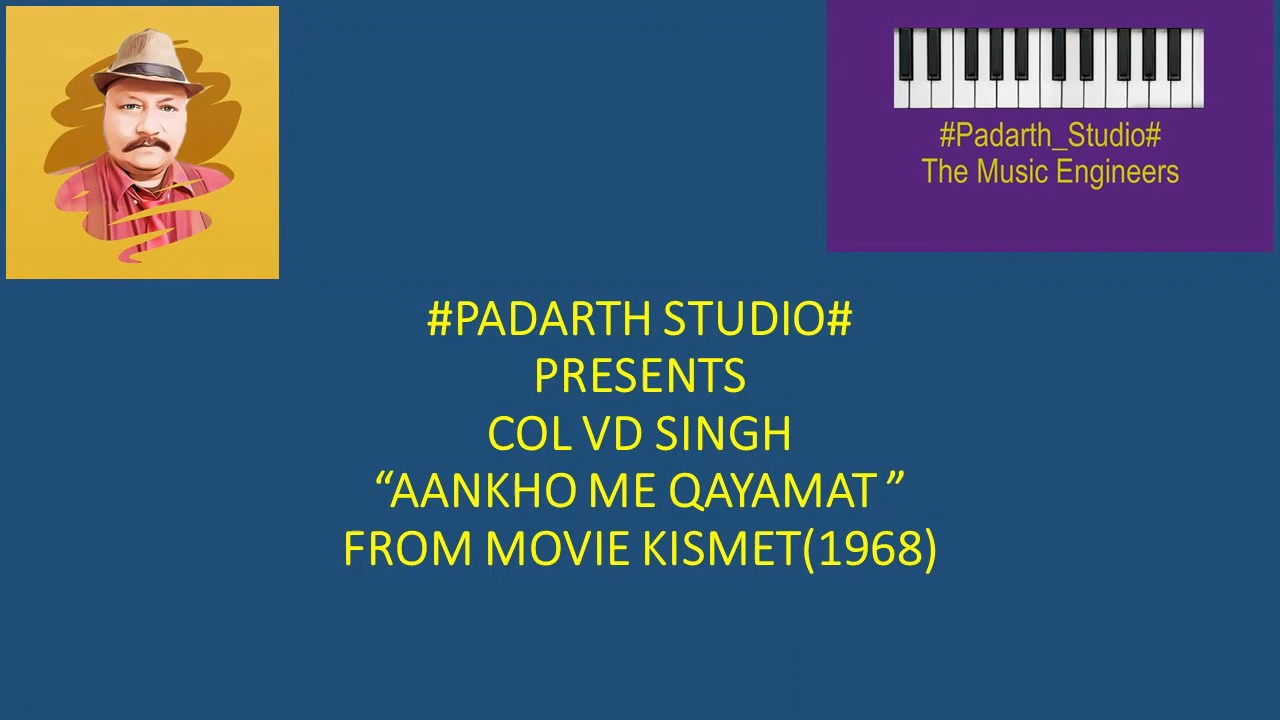 #Padarth_Studio#
The Music Engineers
#PADARTH STUDIO#
PRESENTS
COL VD SINGH
“AANKHO ME QAYAMAT ”
FROM MOVIE KISMET(1968)